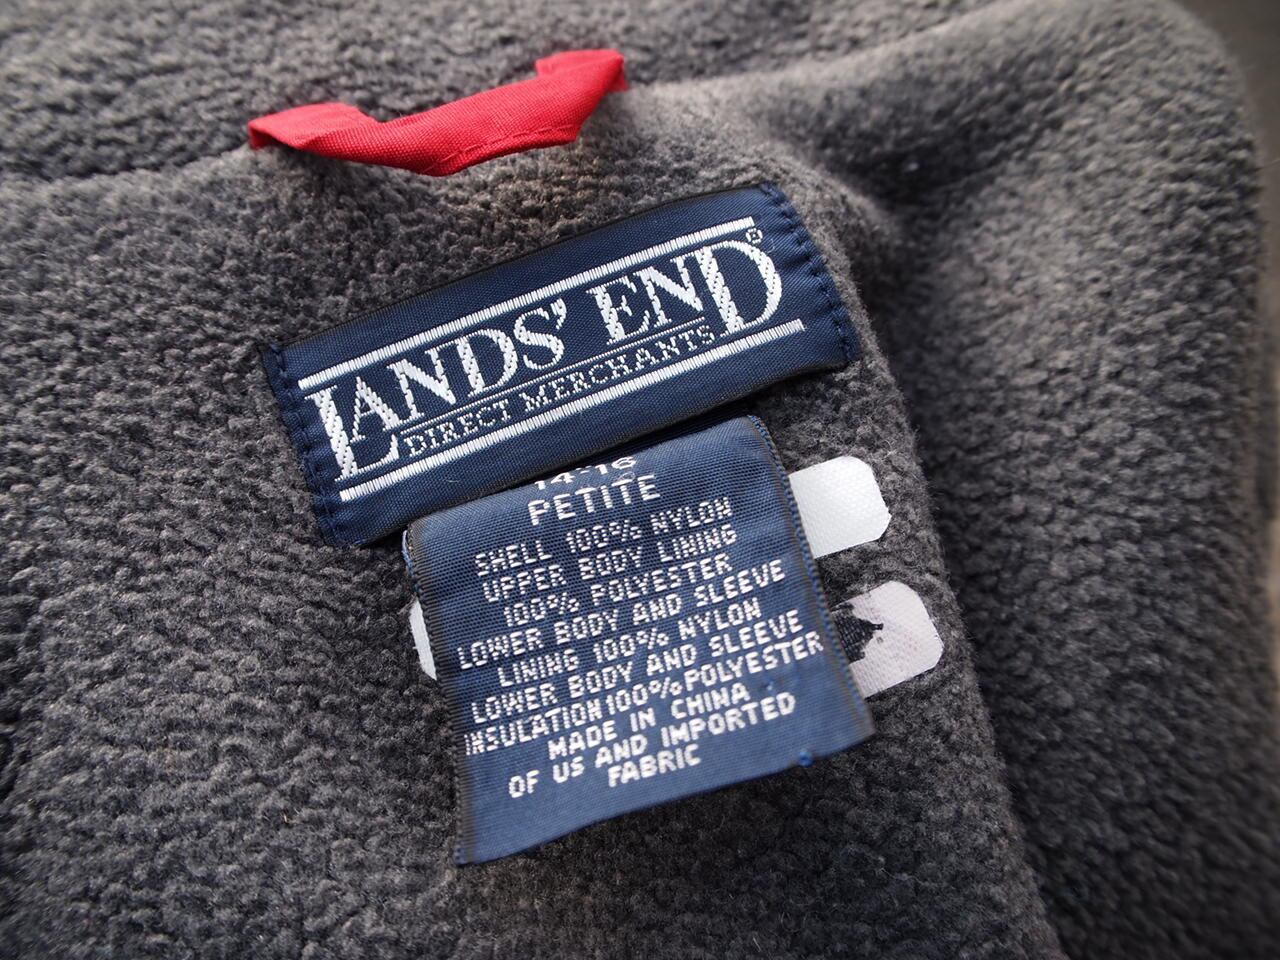 LANDS' END®
DIRECT MERCHANTS
14-16
PETITE
SHELL 100% NYLON
UPPER BODY LINING
100% POLYESTER
LOWER BODY AND SLEEVE
LINING 100% NYLON
LOWER BODY AND SLEEVE
INSULATION 100% POLYESTER
MADE IN CHINA
OF US AND IMPORTED
FABRIC